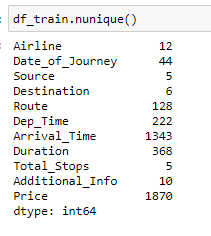 df_train.nunique()
Airline 12
Date_of_Journey 44
Source 5
Destination 6
Route 128
Dep_Time 222
Arrival_Time 1343
Duration 368
Total_Stops 5
Additional_Info 10
Price 1870
dtype: int64